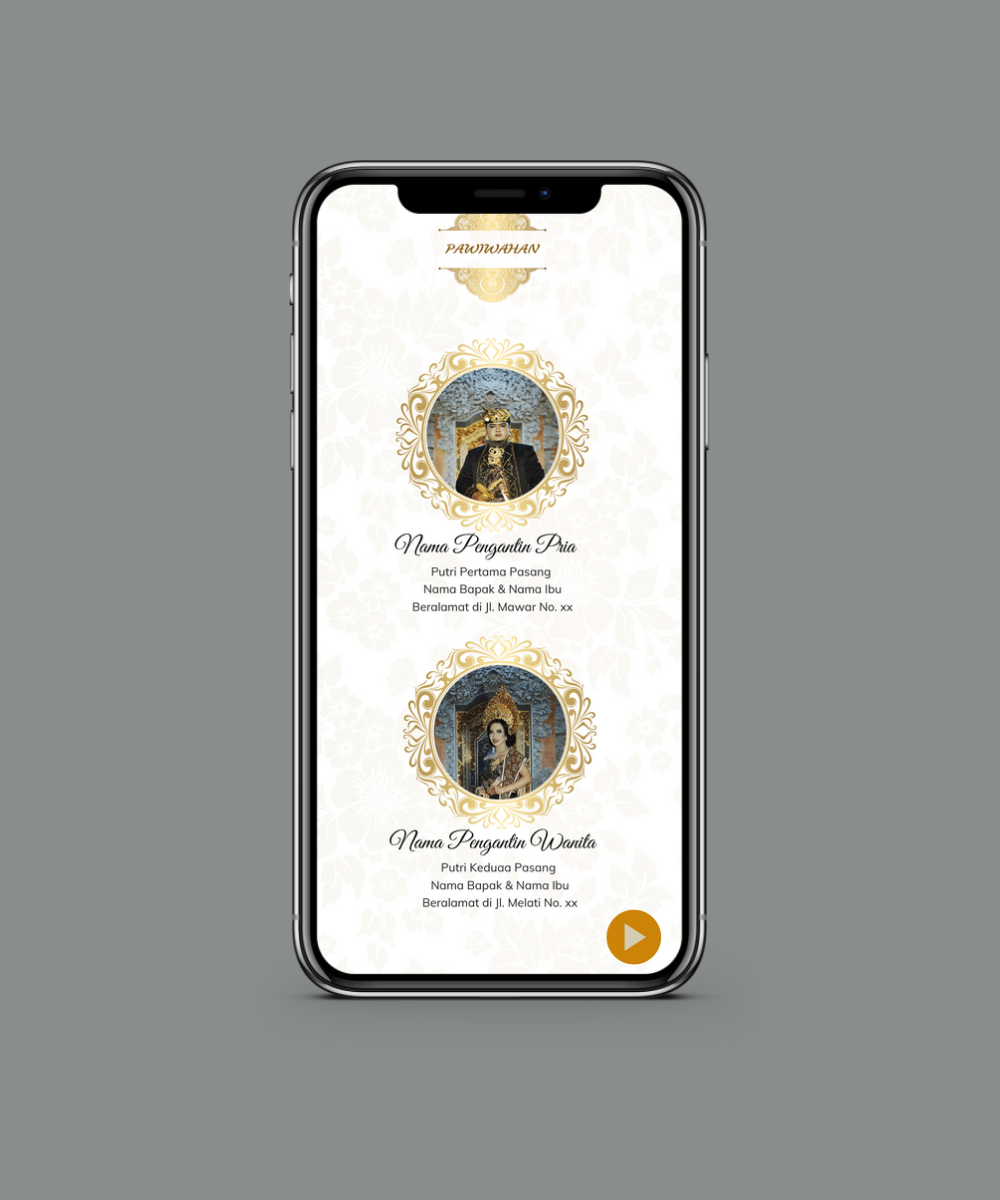 PAWIWAHAN
Nama Pengantin Pria
Putri Pertama Pasang
Nama Bapak & Nama Ibu
Beralamat di Jl. Mawar No. xx
Nama Pengantin Wanita
Putri Keduaa Pasang
Nama Bapak & Nama Ibu
Beralamat di Jl. Melati No. xx